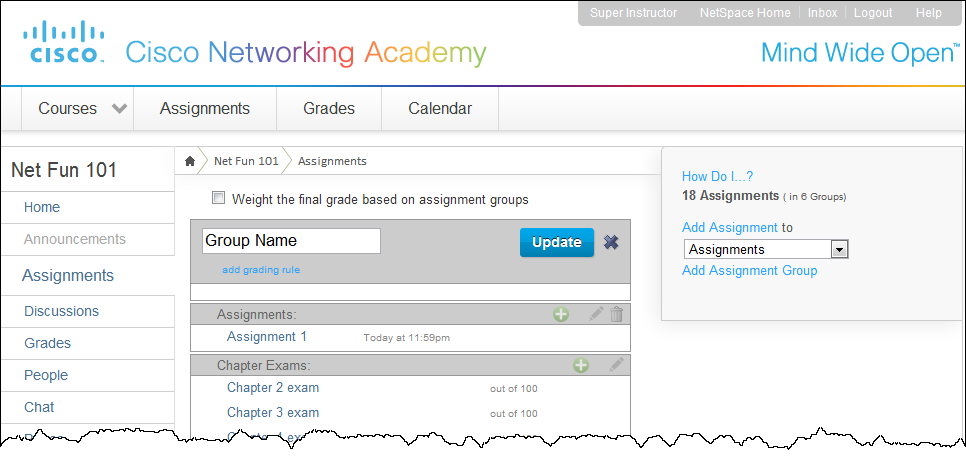 Super Instructor NetSpace Home Inbox Logout Help
CISCO Cisco Networking Academy Mind Wide Open™
Courses Assignments Grades Calendar
Net Fun 101
Home
Announcements
Assignments
Discussions
Grades
People
Chat
Net Fun 101 Assignments
Weight the final grade based on assignment groups
Group Name Update
add grading rule
Assignments:
Assignment 1 Today at 11:59pm
Chapter Exams:
Chapter 2 exam out of 100
Chapter 3 exam out of 100
How Do I...?
18 Assignments ( in 6 Groups)
Add Assignment to
Assignments
Add Assignment Group